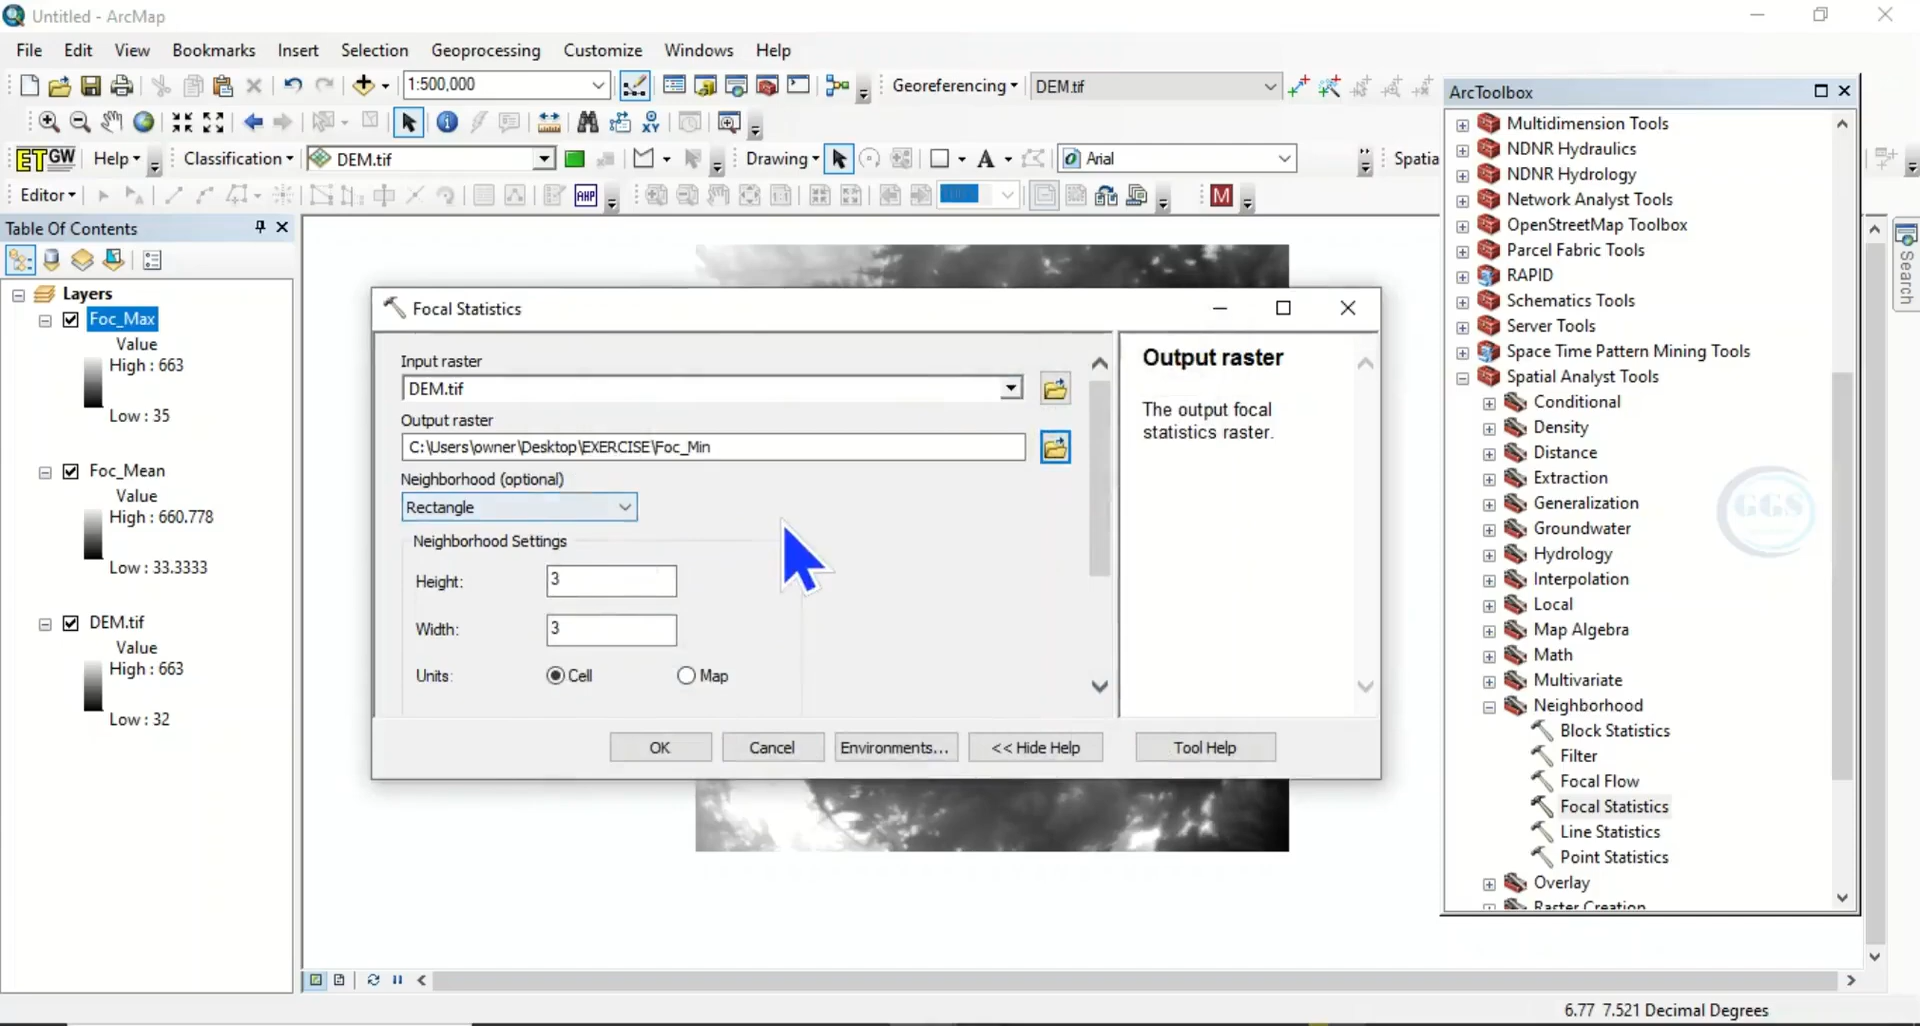 Untitled - ArcMap
File Edit View Bookmarks Insert Selection Geoprocessing Customize Windows Help
1:500,000 Georeferencing DEM.tif
XY
ET GW Help Classification DEM.tif Drawing A Arial Spatia
Editor AHP M
Table Of Contents
Layers
Foc_Max
Value
High : 663
Low : 35
Foc_Mean
Value
High : 660.778
Low : 33.3333
DEM.tif
Value
High : 663
Low : 32
Focal Statistics
Input raster
DEM.tif
Output raster
C:\Users\owner\Desktop\EXERCISE\Foc_Min
Neighborhood (optional)
Rectangle
Neighborhood Settings
Height: 3
Width: 3
Units: Cell Map
Output raster
The output focal
statistics raster.
OK Cancel Environments... << Hide Help Tool Help
ArcToolbox
Multidimension Tools
NDNR Hydraulics
NDNR Hydrology
Network Analyst Tools
OpenStreetMap Toolbox
Parcel Fabric Tools
RAPID
Schematics Tools
Server Tools
Space Time Pattern Mining Tools
Spatial Analyst Tools
Conditional
Density
Distance
Extraction
Generalization
Groundwater
Hydrology
Interpolation
Local
Map Algebra
Math
Multivariate
Neighborhood
Block Statistics
Filter
Focal Flow
Focal Statistics
Line Statistics
Point Statistics
Overlay
Raster Creation
GGS
Search
6.77 7.521 Decimal Degrees